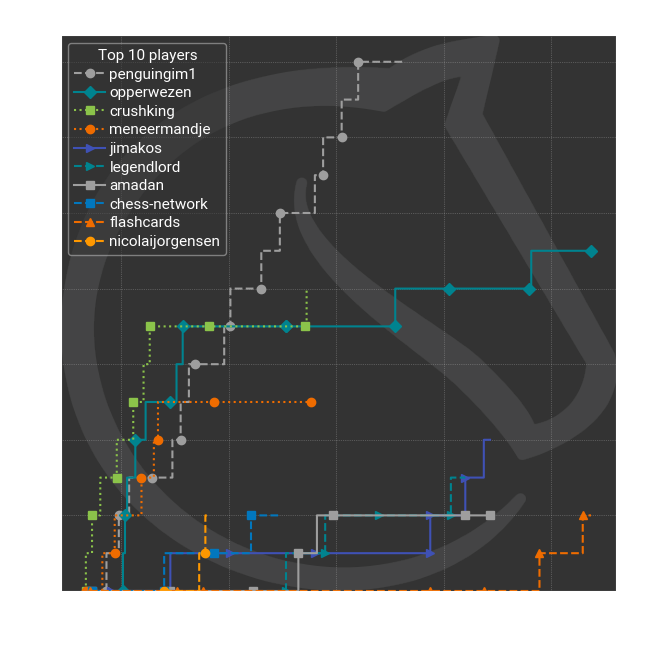 Top 10 players
penguingim1
opperwezen
crushking
meneermandje
jimakos
legendlord
amadan
chess-network
flashcards
nicolaijorgensen